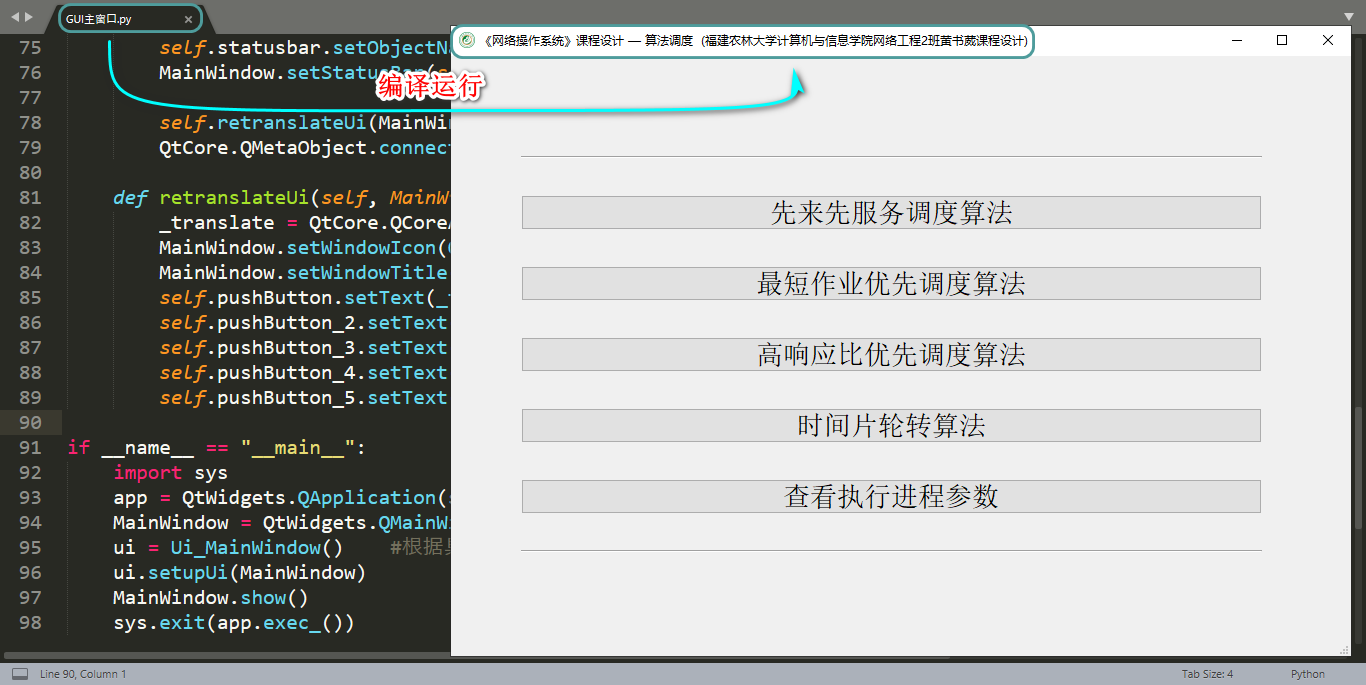 GUI主窗口.py
《网络操作系统》课程设计 — 算法调度 (福建农林大学计算机与信息学院网络工程2班黄书葳课程设计)
编译运行
75 self.statusbar.setObjectN
76 MainWindow.setStatusBar(
77
78 self.retranslateUi(MainWin
79 QtCore.QMetaObject.connect
80
81 def retranslateUi(self, MainW
82 _translate = QtCore.QCore
83 MainWindow.setWindowIcon(
84 MainWindow.setWindowTitle
85 self.pushButton.setText(_
86 self.pushButton_2.setText
87 self.pushButton_3.setText
88 self.pushButton_4.setText
89 self.pushButton_5.setText
90
91 if __name__ == "__main__":
92 import sys
93 app = QtWidgets.QApplication(
94 MainWindow = QtWidgets.QMainW
95 ui = Ui_MainWindow() #根据
96 ui.setupUi(MainWindow)
97 MainWindow.show()
98 sys.exit(app.exec_())
先来先服务调度算法
最短作业优先调度算法
高响应比优先调度算法
时间片轮转算法
查看执行进程参数
Line 90, Column 1
Tab Size: 4
Python